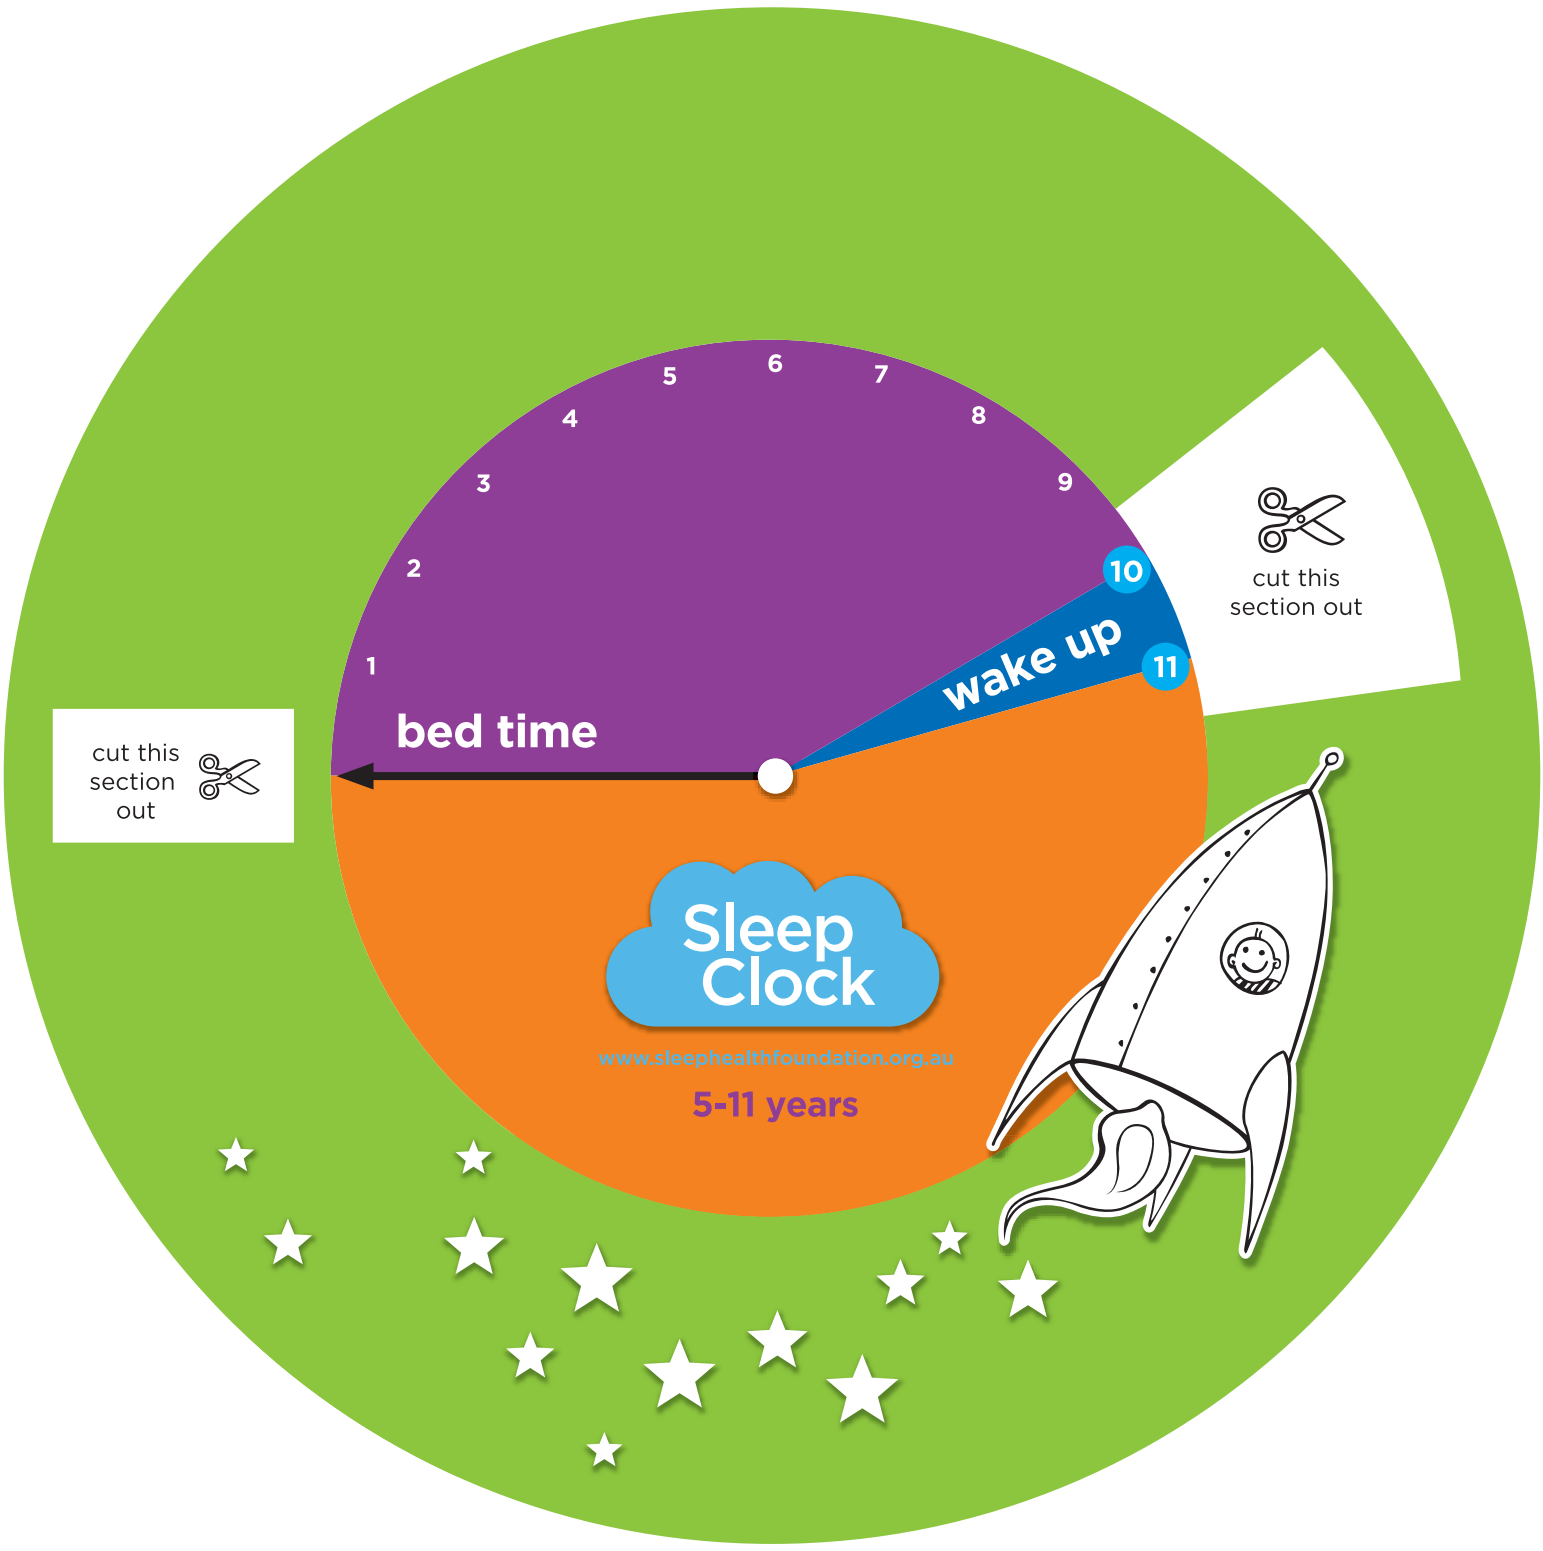 6
5
7
4
8
3
9
2
10
1
11
wake up
bed time
cut this
section out
cut this
section
out
Sleep
Clock
www.sleephealthfoundation.org.au
5-11 years